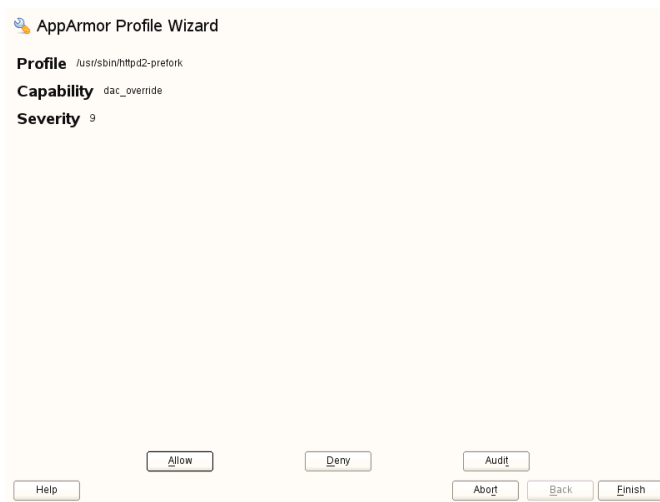 AppArmor Profile Wizard
Profile /usr/sbin/httpd2-prefork
Capability dac_override
Severity 9
Allow Deny Audit
Help Abort Back Finish